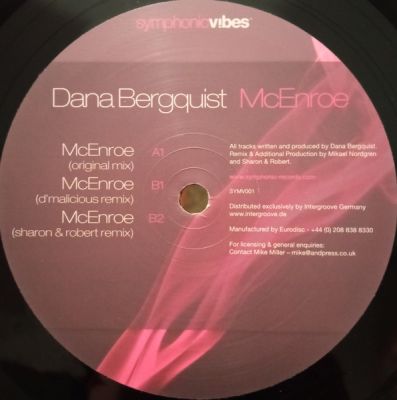 symphonicvibes
Dana Bergquist McEnroe
McEnroe A1
(original mix)
McEnroe B1
(d'malicious remix)
McEnroe B2
(sharon & robert remix)
All tracks written and produced by Dana Bergquist.
Remix & Additional Production by Mikael Nordgren
and Sharon & Robert.
www.symphonic-records.com
SYMV001
Distributed exclusively by Intergroove Germany
www.intergroove.de
Manufactured by Eurodisc - +44 (0) 208 838 8330
For licensing & general enquiries:
Contact Mike Miller – mike@andpress.co.uk